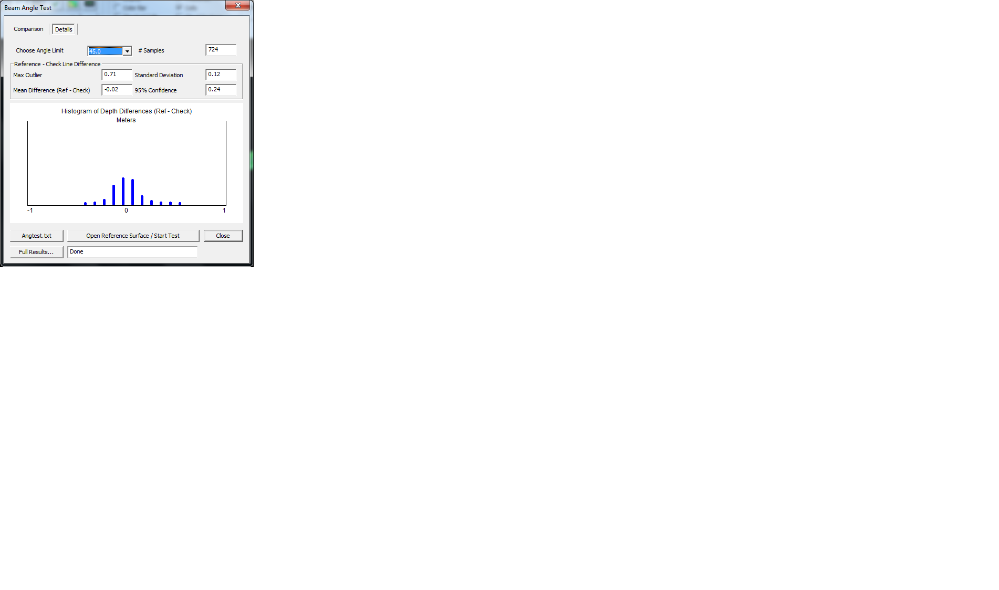 Beam Angle Test
Comparison Details
Choose Angle Limit 45.0 # Samples 724
Reference - Check Line Difference
Max Outlier 0.71 Standard Deviation 0.12
Mean Difference (Ref - Check) -0.02 95% Confidence 0.24
Histogram of Depth Differences (Ref - Check)
Meters
-1 0 1
Angtest.txt Open Reference Surface / Start Test Close
Full Results... Done